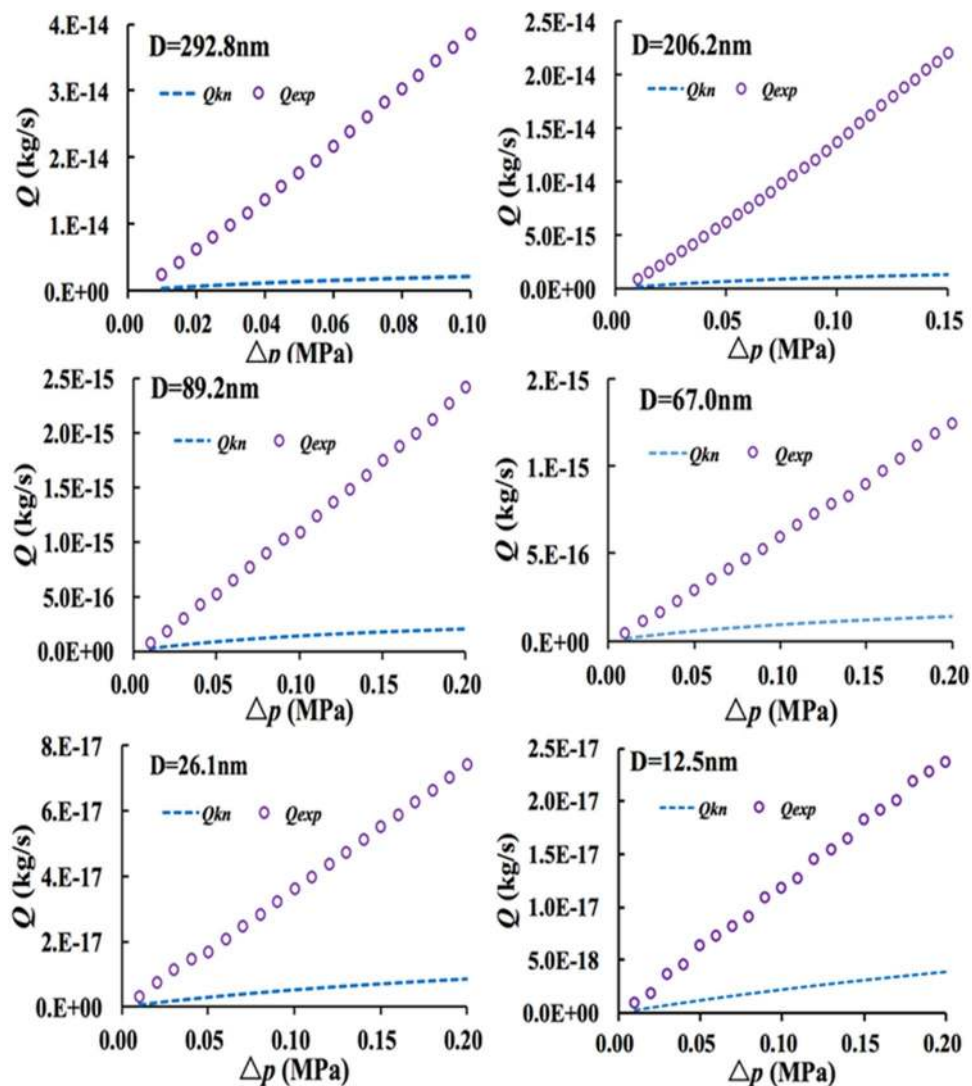 D=292.8nm
Qkn Qexp
Q (kg/s)
4.E-14
3.E-14
2.E-14
1.E-14
0.E+00
0.00 0.02 0.04 0.06 0.08 0.10
△p (MPa)
D=206.2nm
Qkn Qexp
Q (kg/s)
2.5E-14
2.0E-14
1.5E-14
1.0E-14
5.0E-15
0.0E+00
0.00 0.05 0.10 0.15
△p (MPa)
D=89.2nm
Qkn Qexp
Q (kg/s)
2.5E-15
2.0E-15
1.5E-15
1.0E-15
5.0E-16
0.0E+00
0.00 0.05 0.10 0.15 0.20
△p (MPa)
D=67.0nm
Qkn Qexp
Q (kg/s)
2.E-15
1.E-15
5.E-16
0.E+00
0.00 0.05 0.10 0.15 0.20
△p (MPa)
D=26.1nm
Qkn Qexp
Q (kg/s)
8.E-17
6.E-17
4.E-17
2.E-17
0.E+00
0.00 0.05 0.10 0.15 0.20
△p (MPa)
D=12.5nm
Qkn Qexp
Q (kg/s)
2.5E-17
2.0E-17
1.5E-17
1.0E-17
5.0E-18
0.0E+00
0.00 0.05 0.10 0.15 0.20
△p (MPa)